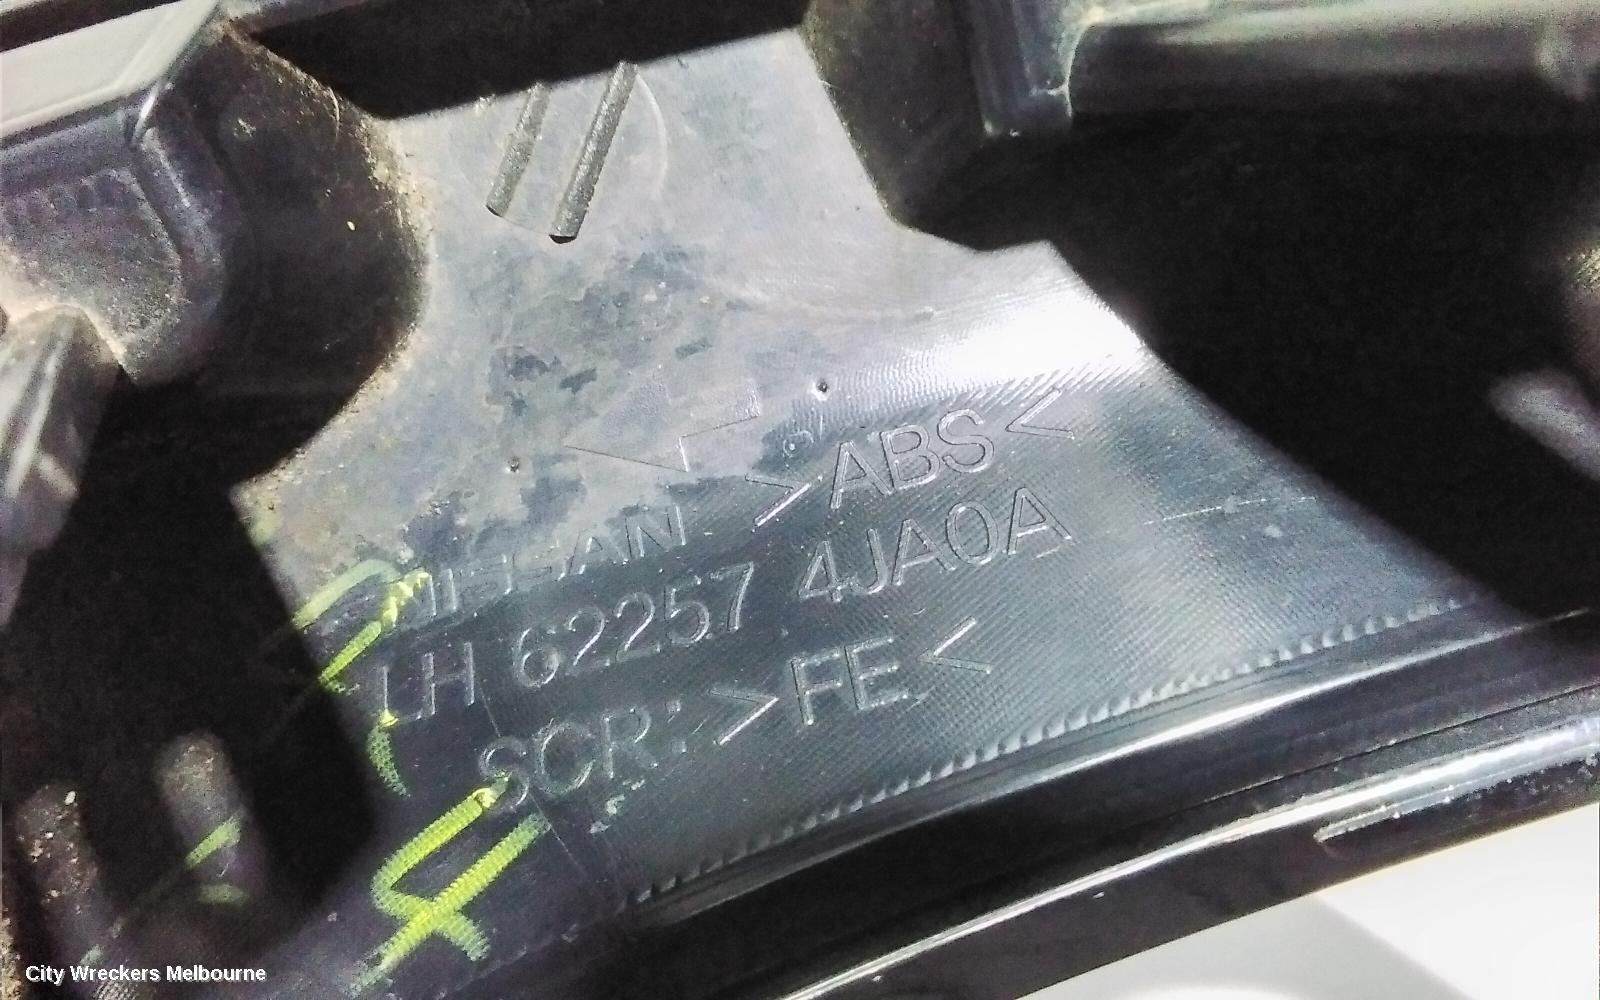 >ABS<
NISSAN
LH 62257 4JA0A
SCR: >FE<
City Wreckers Melbourne